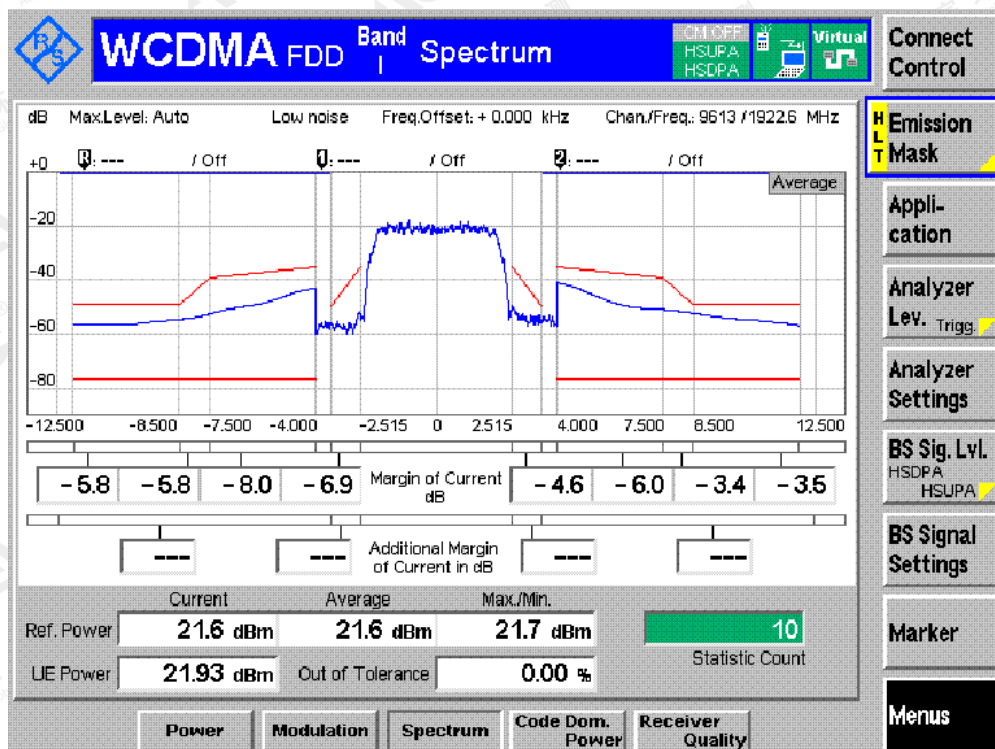 R&S WCDMA FDD Band I Spectrum
CM OFF
HSUPA
HSDPA
Virtual
Connect Control
dB Max.Level: Auto Low noise Freq.Offset: + 0.000 kHz Chan./Freq.: 9613 / 1922.6 MHz
R: --- / Off 1: --- / Off 2: --- / Off
Average
+0
-20
-40
-60
-80
-12.500 -8.500 -7.500 -4.000 -2.515 0 2.515 4.000 7.500 8.500 12.500
- 5.8 - 5.8 - 8.0 - 6.9 Margin of Current dB - 4.6 - 6.0 - 3.4 - 3.5
--- --- Additional Margin of Current in dB --- ---
Current Average Max./Min.
Ref. Power 21.6 dBm 21.6 dBm 21.7 dBm 10
Statistic Count
UE Power 21.93 dBm Out of Tolerance 0.00 %
HLT
Emission Mask
Appli-
cation
Analyzer
Lev. Trigg.
Analyzer
Settings
BS Sig. Lvl.
HSDPA
HSUPA
BS Signal
Settings
Marker
Menus
Power Modulation Spectrum Code Dom. Power Receiver Quality